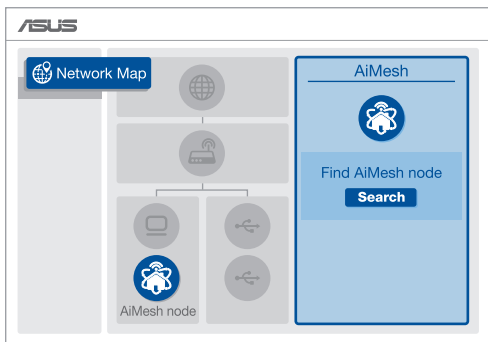 ASUS
Network Map
AiMesh
Find AiMesh node
Search
AiMesh node